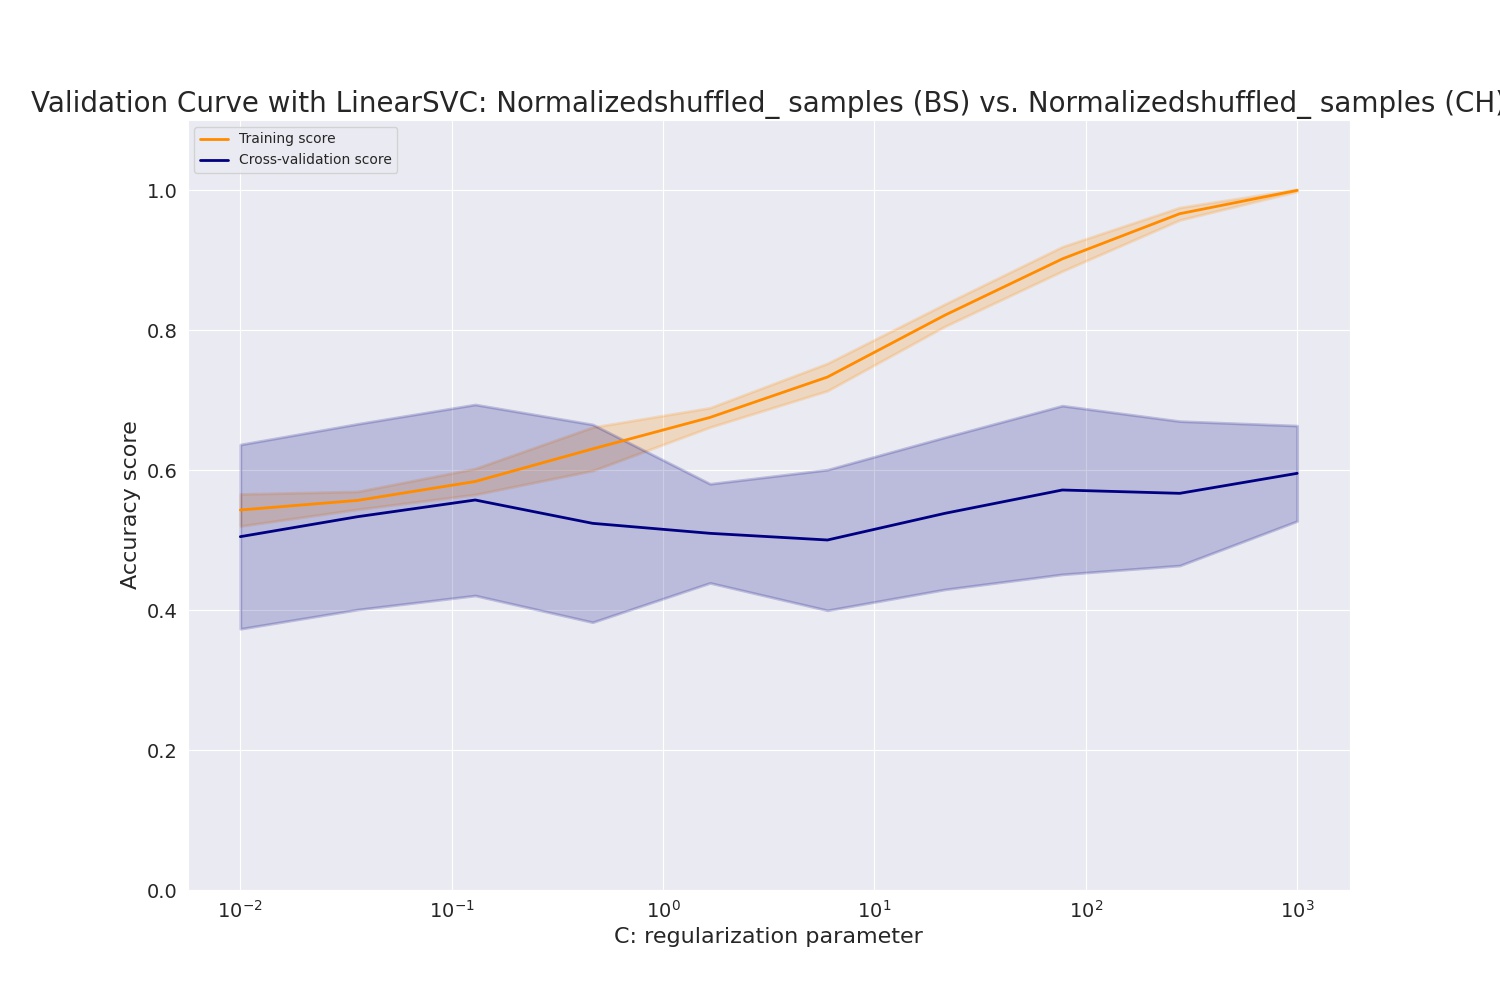 Validation Curve with LinearSVC: Normalizedshuffled_ samples (BS) vs. Normalizedshuffled_ samples (CH)
Training score
Cross-validation score
1.0
0.8
0.6
0.4
0.2
0.0
Accuracy score
10⁻² 10⁻¹ 10⁰ 10¹ 10² 10³
C: regularization parameter